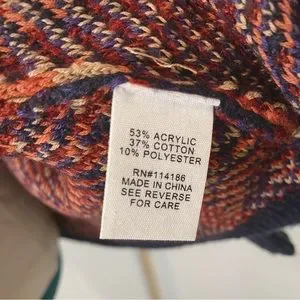 53% ACRYLIC
37% COTTON
10% POLYESTER
RN#114186
MADE IN CHINA
SEE REVERSE
FOR CARE